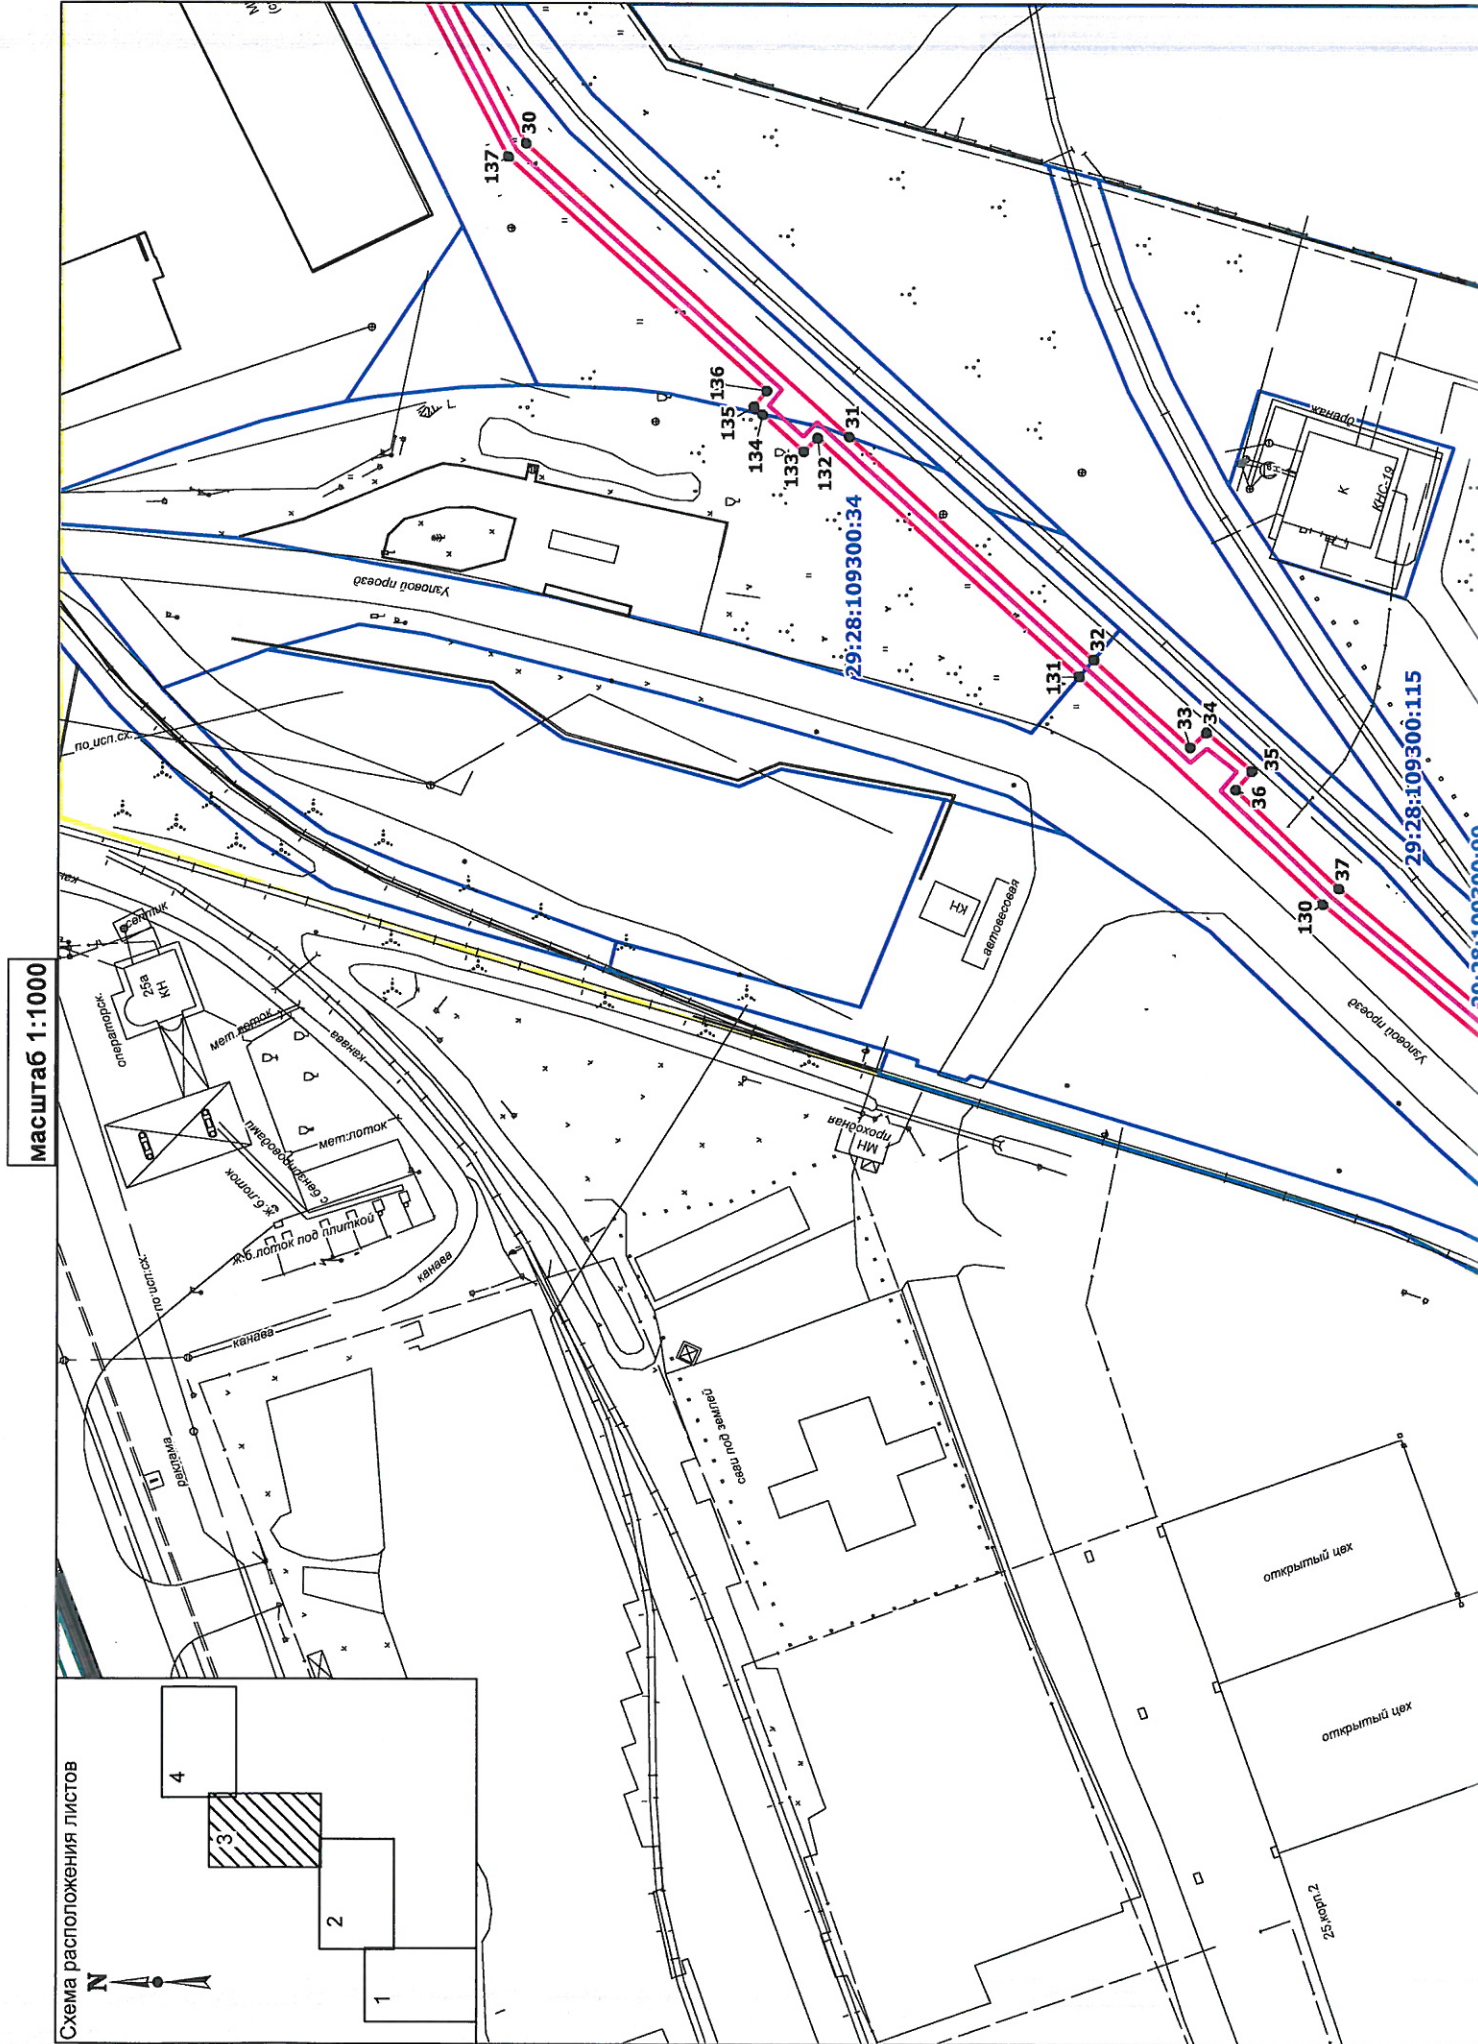 масштаб 1:1000
Схема расположения листов
N
1
2
3
4
по.исп.сх.
реклама
канава
ж.б.лоток под плиткой
ж.б.лоток
с бензопроводами
мет.лоток
мет.лоток
канава
канава
операторск.
25а
КН
септик
по исп.сх.
Узловой проезд
137
30
136
135
134
133
132
31
29:28:109300:34
131
32
33
34
35
36
37
130
29:28:109300:115
дренаж
К
КНС-19
КН
автовесовая
Узловой проезд
МН
проходная
сваи под землей
открытый цех
открытый цех
25,корп.2